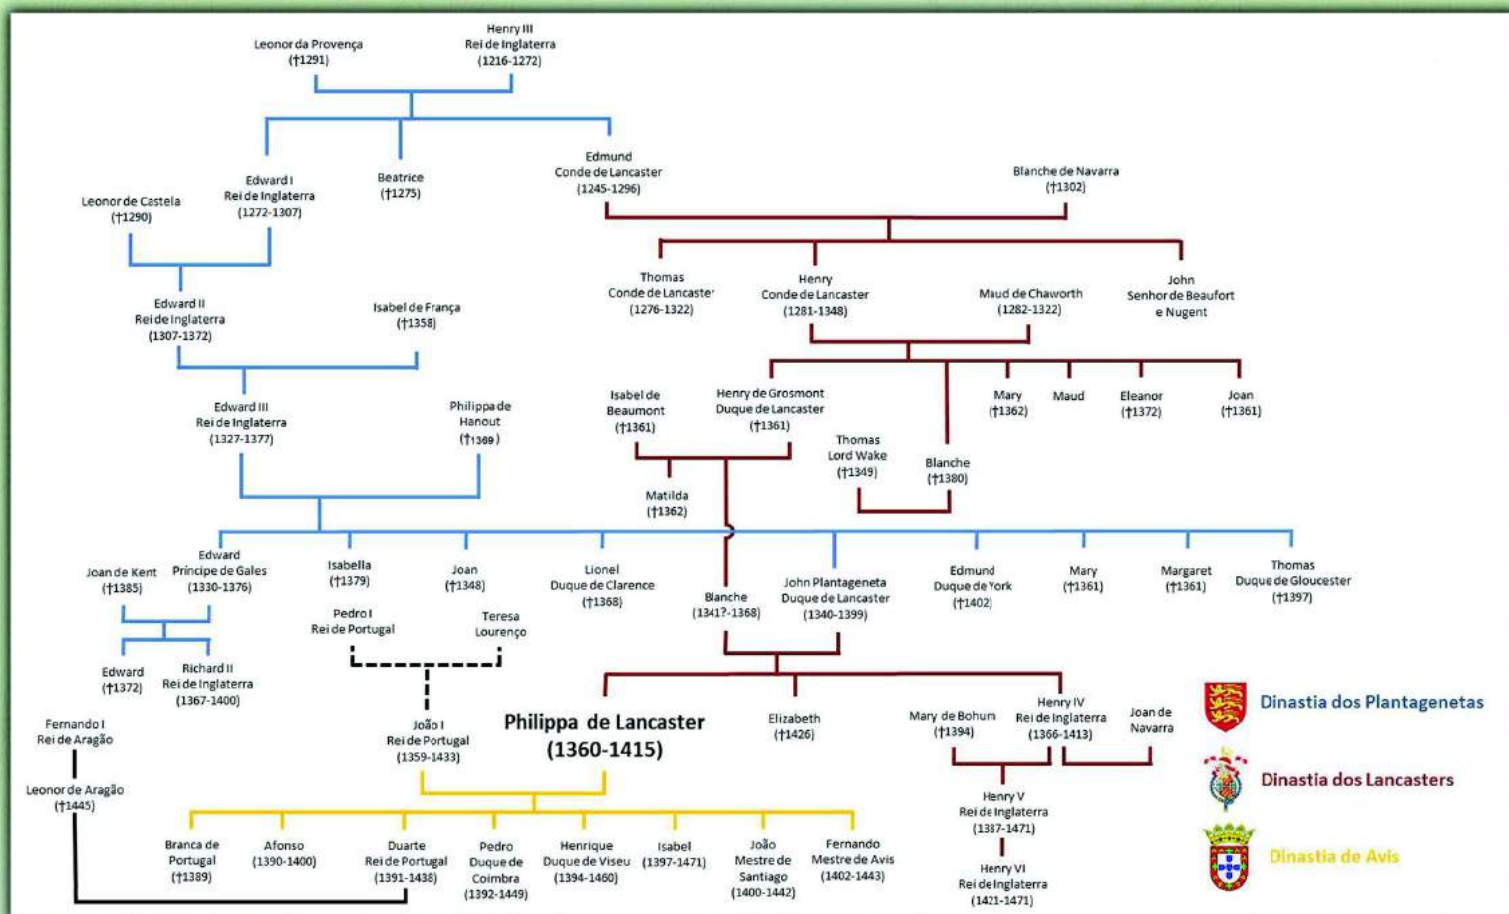 Leonor da Provença
(†1291)
Henry III
Rei de Inglaterra
(1216-1272)
Edward I
Rei de Inglaterra
(1272-1307)
Beatrice
(†1275)
Edmund
Conde de Lancaster
(1245-1296)
Blanche de Navarra
(†1302)
Leonor de Castela
(†1290)
Edward II
Rei de Inglaterra
(1307-1372)
Isabel de França
(†1358)
Thomas
Conde de Lancaster
(1276-1322)
Henry
Conde de Lancaster
(1281-1348)
Maud de Chaworth
(1282-1322)
John
Senhor de Beaufort
e Nugent
Edward III
Rei de Inglaterra
(1327-1377)
Philippa de
Hanout
(†1369)
Isabel de
Beaumont
(†1361)
Henry de Grosmont
Duque de Lancaster
(†1361)
Thomas
Lord Wake
(†1349)
Blanche
(†1380)
Mary
(†1362)
Maud
Eleanor
(†1372)
Joan
(†1361)
Matilda
(†1362)
Joan de Kent
(†1385)
Edward
Príncipe de Gales
(1330-1376)
Isabella
(†1379)
Joan
(†1348)
Lionel
Duque de Clarence
(†1368)
Blanche
(1341?-1368)
John Plantageneta
Duque de Lancaster
(1340-1399)
Edmund
Duque de York
(†1402)
Mary
(†1361)
Margaret
(†1361)
Thomas
Duque de Gloucester
(†1397)
Pedro I
Rei de Portugal
Teresa
Lourenço
Edward
(†1372)
Richard II
Rei de Inglaterra
(1367-1400)
Fernando I
Rei de Aragão
João I
Rei de Portugal
(1359-1433)
Philippa de Lancaster
(1360-1415)
Elizabeth
(†1426)
Mary de Bohun
(†1394)
Henry IV
Rei de Inglaterra
(1366-1413)
Joan de
Navarra
Dinastia dos Plantagenetas
Leonor de Aragão
(†1445)
Dinastia dos Lancasters
Henry V
Rei de Inglaterra
(1387-1471)
Branca de
Portugal
(†1389)
Afonso
(1390-1400)
Duarte
Rei de Portugal
(1391-1438)
Pedro
Duque de
Coimbra
(1392-1449)
Henrique
Duque de Viseu
(1394-1460)
Isabel
(1397-1471)
João
Mestre de
Santiago
(1400-1442)
Fernando
Mestre de Avis
(1402-1443)
Dinastia de Avis
Henry VI
Rei de Inglaterra
(1421-1471)